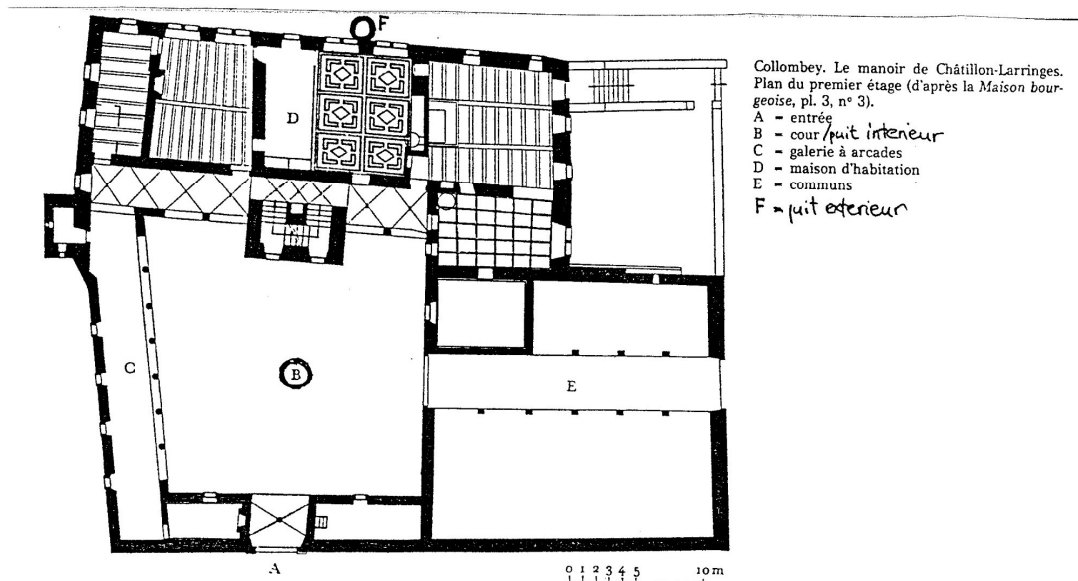 F
Collombey. Le manoir de Châtillon-Larringes.
Plan du premier étage (d'après la Maison bour-
geoise, pl. 3, nº 3).
A = entrée
B = cour /puit interieur
C = galerie à arcades
D = maison d'habitation
E = communs
F = puit exterieur
D
C
B
E
A
0 1 2 3 4 5 10 m